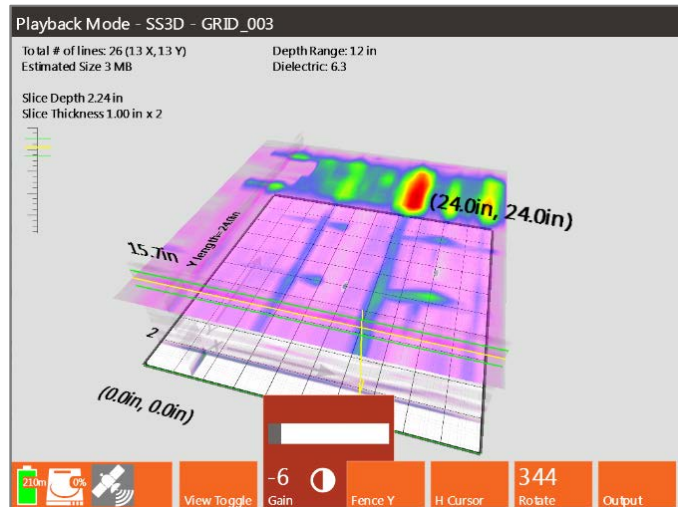 Playback Mode - SS3D - GRID_003
Total # of lines: 26 (13 X, 13 Y)
Depth Range: 12 in
Estimated Size 3 MB
Dielectric: 6.3
Slice Depth 2.24 in
Slice Thickness 1.00 in x 2
(24.0in, 24.0in)
Y length=24.0in
15.7in
2
(0.0in, 0.0in)
210m
0%
View Toggle
-6
Gain
Fence Y
H Cursor
344
Rotate
Output